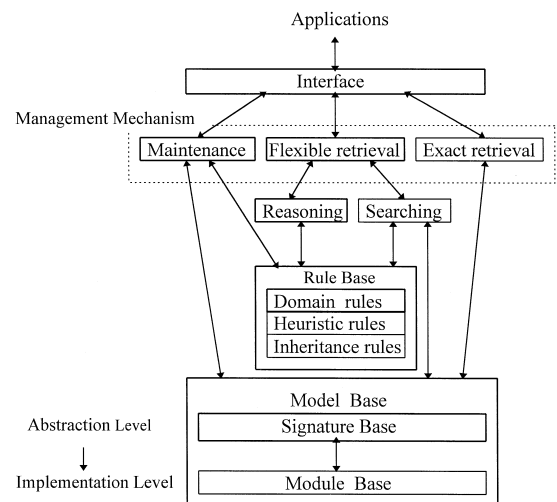 Applications
Interface
Management Mechanism
Maintenance
Flexible retrieval
Exact retrieval
Reasoning
Searching
Rule Base
Domain rules
Heuristic rules
Inheritance rules
Model Base
Signature Base
Module Base
Abstraction Level
Implementation Level